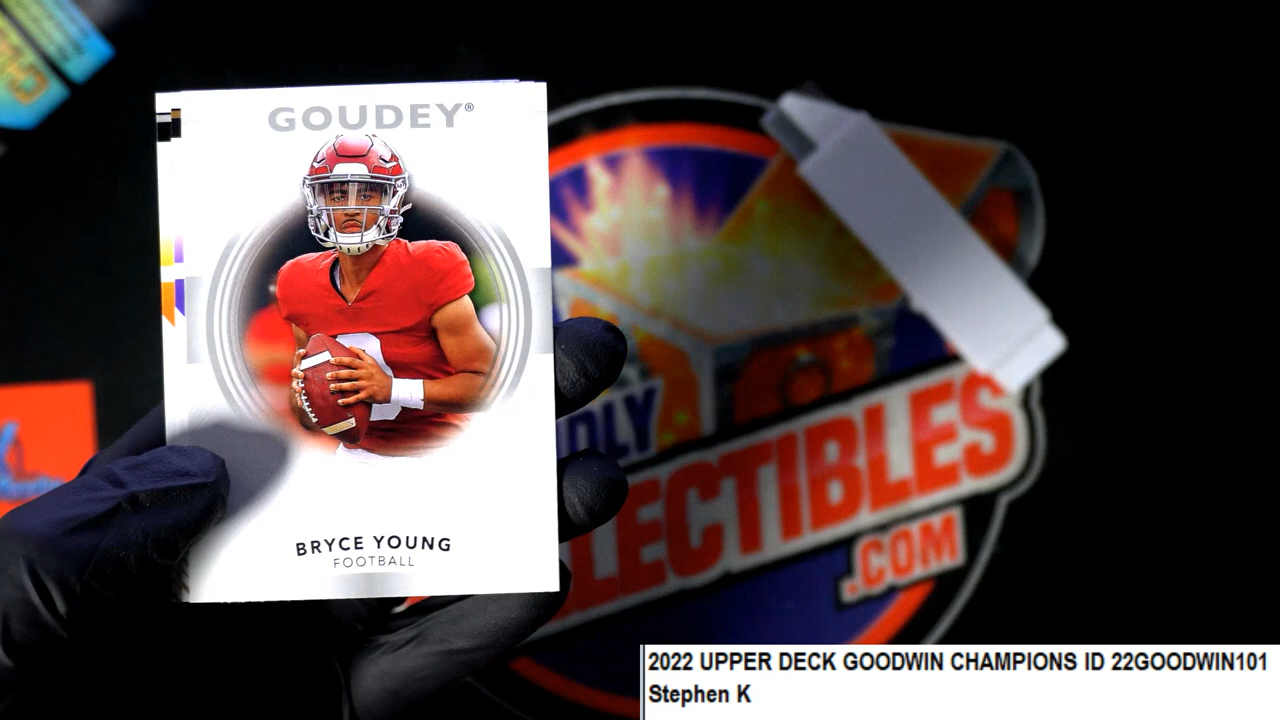 GOUDEY®
BRYCE YOUNG
FOOTBALL
.COM
2022 UPPER DECK GOODWIN CHAMPIONS ID 22GOODWIN101
Stephen K